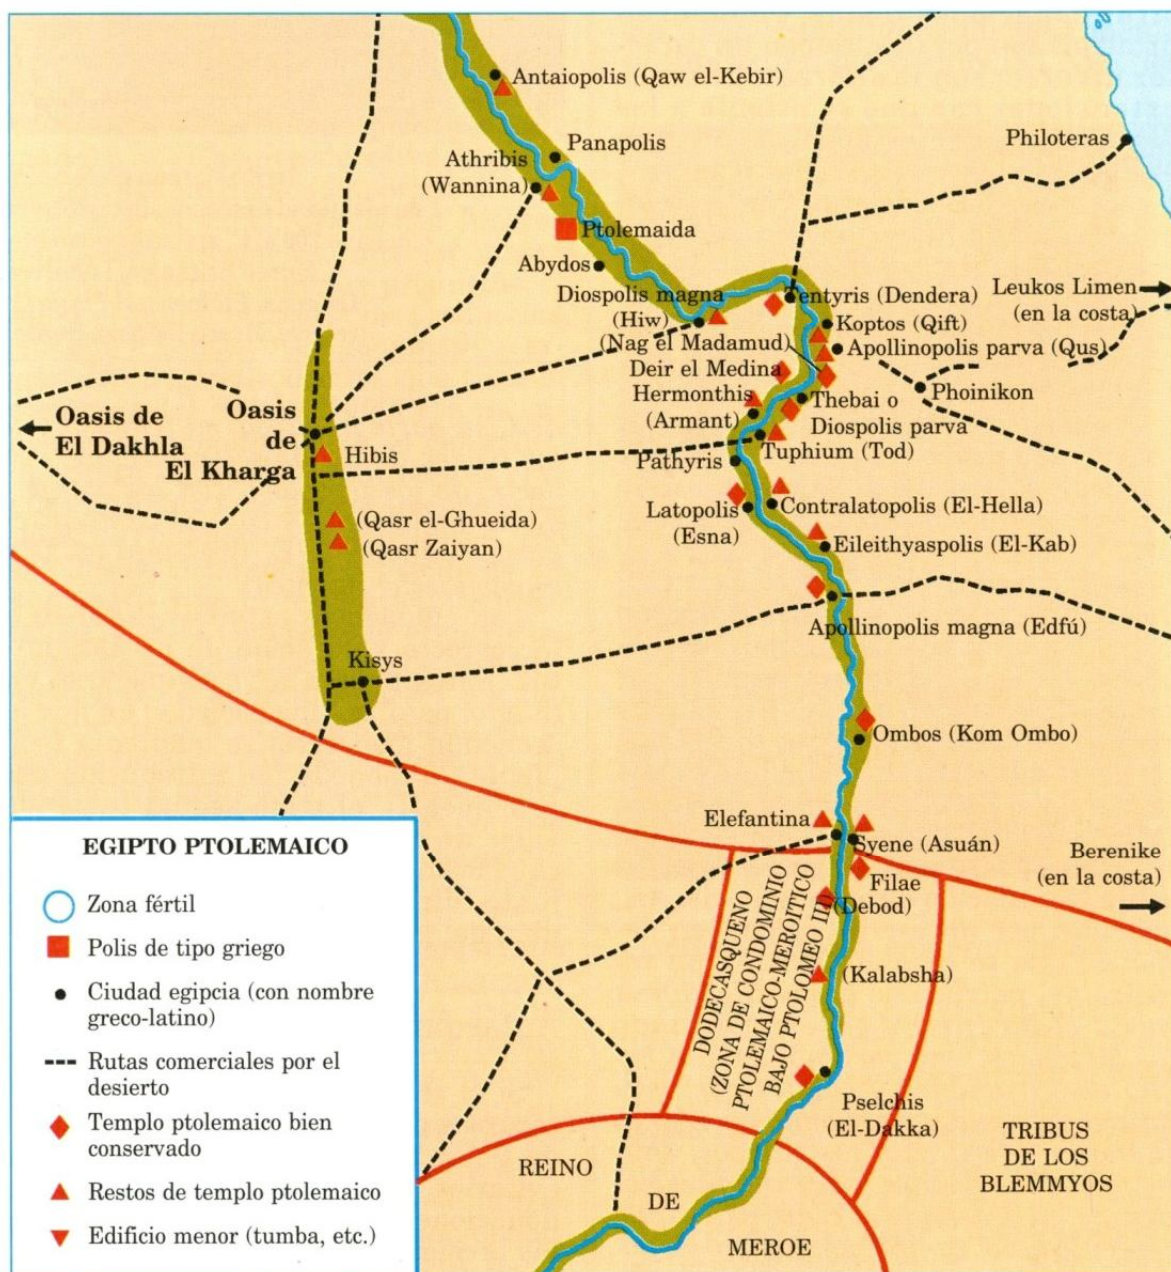 Antaiopolis (Qaw el-Kebir)
Panapolis
Athribis
(Wannina)
Philoteras
Ptolemaida
Abydos
Diospolis magna
(Hiw)
Tentyris (Dendera)
Leukos Limen
(en la costa)
Koptos (Qift)
(Nag el Madamud)
Apollinopolis parva (Qus)
Deir el Medina
Phoinikon
Hermonthis
(Armant)
Thebai o
Diospolis parva
Oasis de
El Dakhla
Oasis
de
El Kharga
Hibis
Tuphium (Tod)
Pathyris
Latopolis
(Esna)
Contralatopolis (El-Hella)
(Qasr el-Ghueida)
(Qasr Zaiyan)
Eileithyaspolis (El-Kab)
Apollinopolis magna (Edfú)
Kisys
Ombos (Kom Ombo)
Elefantina
Syene (Asuán)
Berenike
(en la costa)
Filae
(Debod)
DODECASQUENO
(ZONA DE CONDOMINIO
PTOLEMAICO-MEROITICO
BAJO PTOLOMEO III)
(Kalabsha)
Pselchis
(El-Dakka)
REINO
DE
MEROE
TRIBUS
DE LOS
BLEMMYOS
EGIPTO PTOLEMAICO
Zona fértil
Polis de tipo griego
Ciudad egipcia (con nombre
greco-latino)
Rutas comerciales por el
desierto
Templo ptolemaico bien
conservado
Restos de templo ptolemaico
Edificio menor (tumba, etc.)